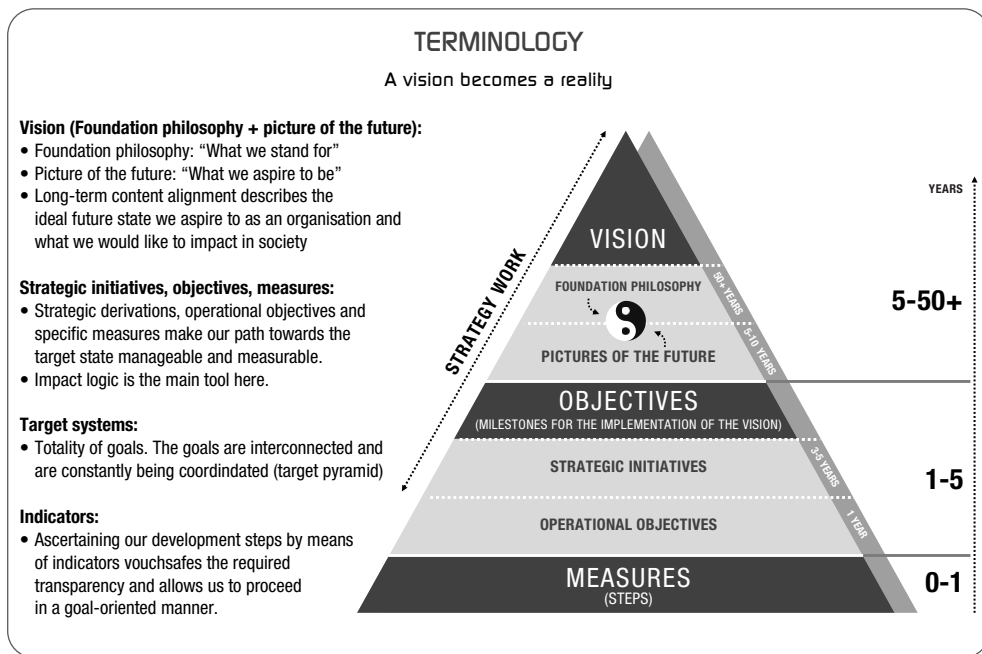 TERMINOLOGY
A vision becomes a reality
Vision (Foundation philosophy + picture of the future):
• Foundation philosophy: “What we stand for”
• Picture of the future: “What we aspire to be”
• Long-term content alignment describes the
ideal future state we aspire to as an organisation and
what we would like to impact in society
Strategic initiatives, objectives, measures:
• Strategic derivations, operational objectives and
specific measures make our path towards the
target state manageable and measurable.
• Impact logic is the main tool here.
Target systems:
• Totality of goals. The goals are interconnected and
are constantly being coordindated (target pyramid)
Indicators:
• Ascertaining our development steps by means
of indicators vouchsafes the required
transparency and allows us to proceed
in a goal-oriented manner.
STRATEGY WORK
VISION
FOUNDATION PHILOSOPHY
PICTURES OF THE FUTURE
OBJECTIVES
(MILESTONES FOR THE IMPLEMENTATION OF THE VISION)
STRATEGIC INITIATIVES
OPERATIONAL OBJECTIVES
MEASURES
(STEPS)
50+ YEARS
5-10 YEARS
3-5 YEARS
1 YEAR
YEARS
5-50+
1-5
0-1